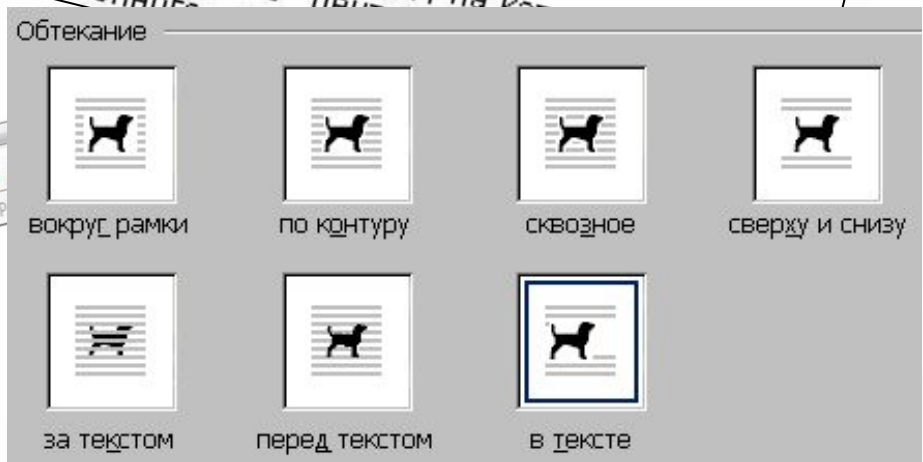 Обтекание
вокруг рамки
по контуру
сквозное
сверху и снизу
за текстом
перед текстом
в тексте